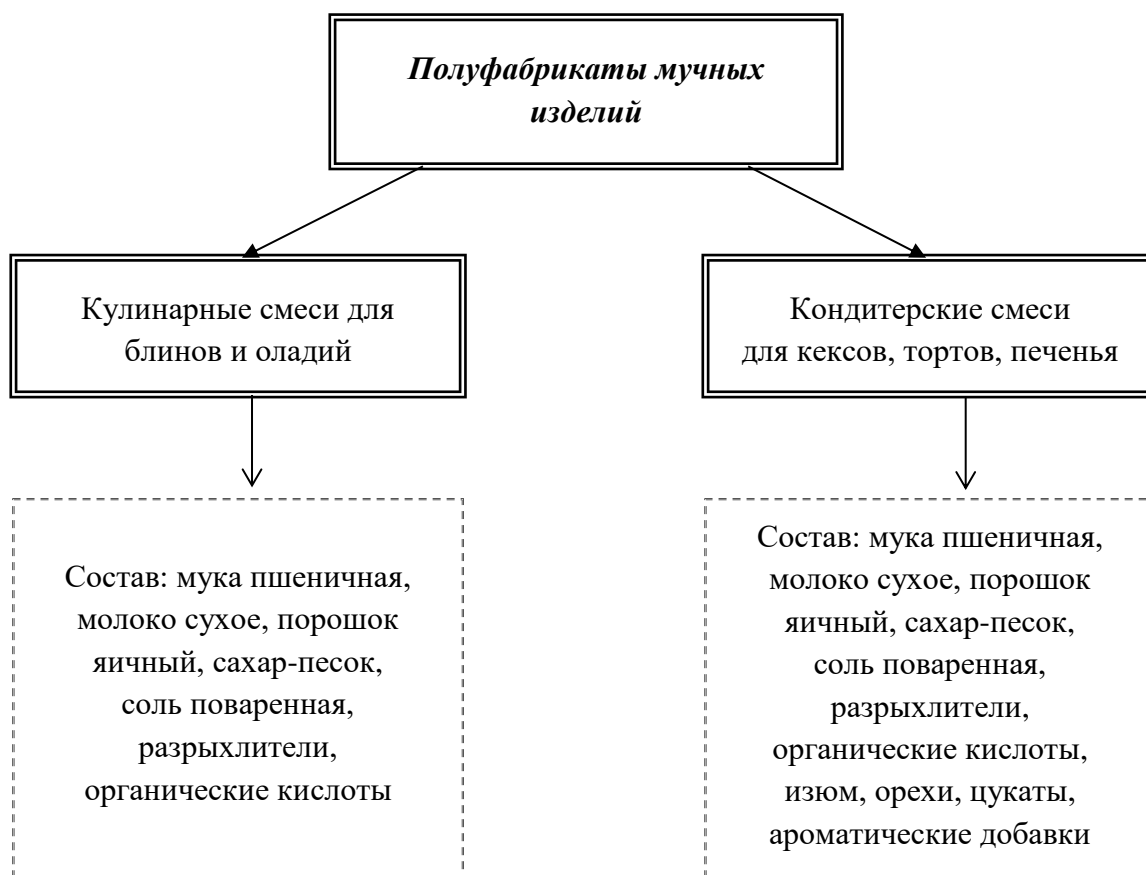 Полуфабрикаты мучных
изделий
Кулинарные смеси для
блинов и оладий
Кондитерские смеси
для кексов, тортов, печенья
Состав: мука пшеничная,
молоко сухое, порошок
яичный, сахар-песок,
соль поваренная,
разрыхлители,
органические кислоты
Состав: мука пшеничная,
молоко сухое, порошок
яичный, сахар-песок,
соль поваренная,
разрыхлители,
органические кислоты,
изюм, орехи, цукаты,
ароматические добавки